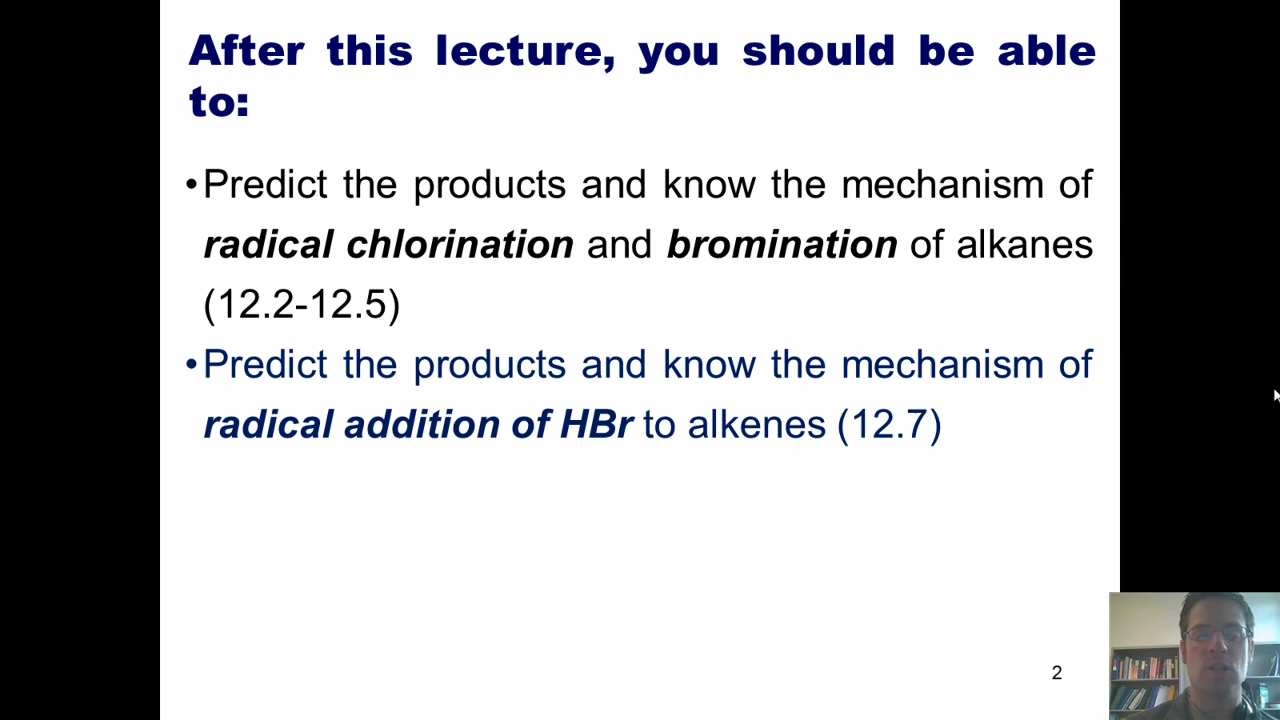 After this lecture, you should be able
to:
•Predict the products and know the mechanism of
radical chlorination and bromination of alkanes
(12.2-12.5)
•Predict the products and know the mechanism of
radical addition of HBr to alkenes (12.7)
2